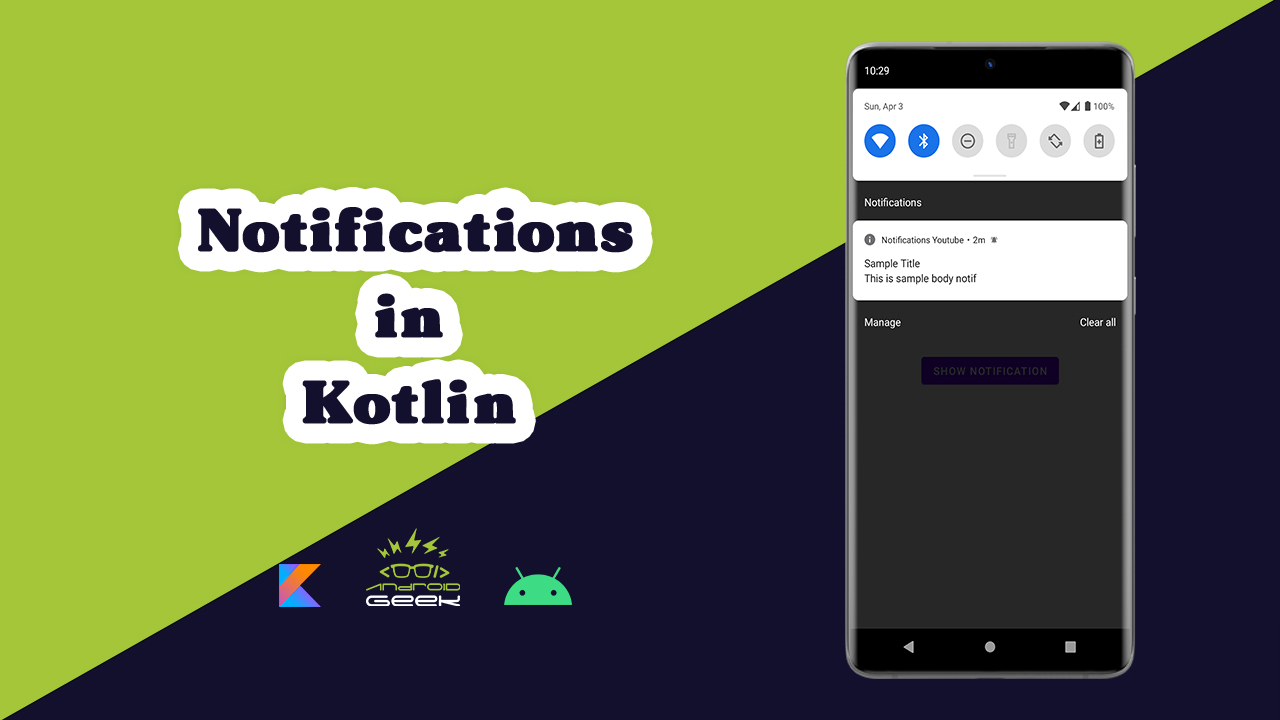 Notifications
in
Kotlin
ANDROID
GEEK
10:29
Sun, Apr 3
100%
Notifications
Notifications Youtube • 2m
Sample Title
This is sample body notif
Manage
Clear all
SHOW NOTIFICATION